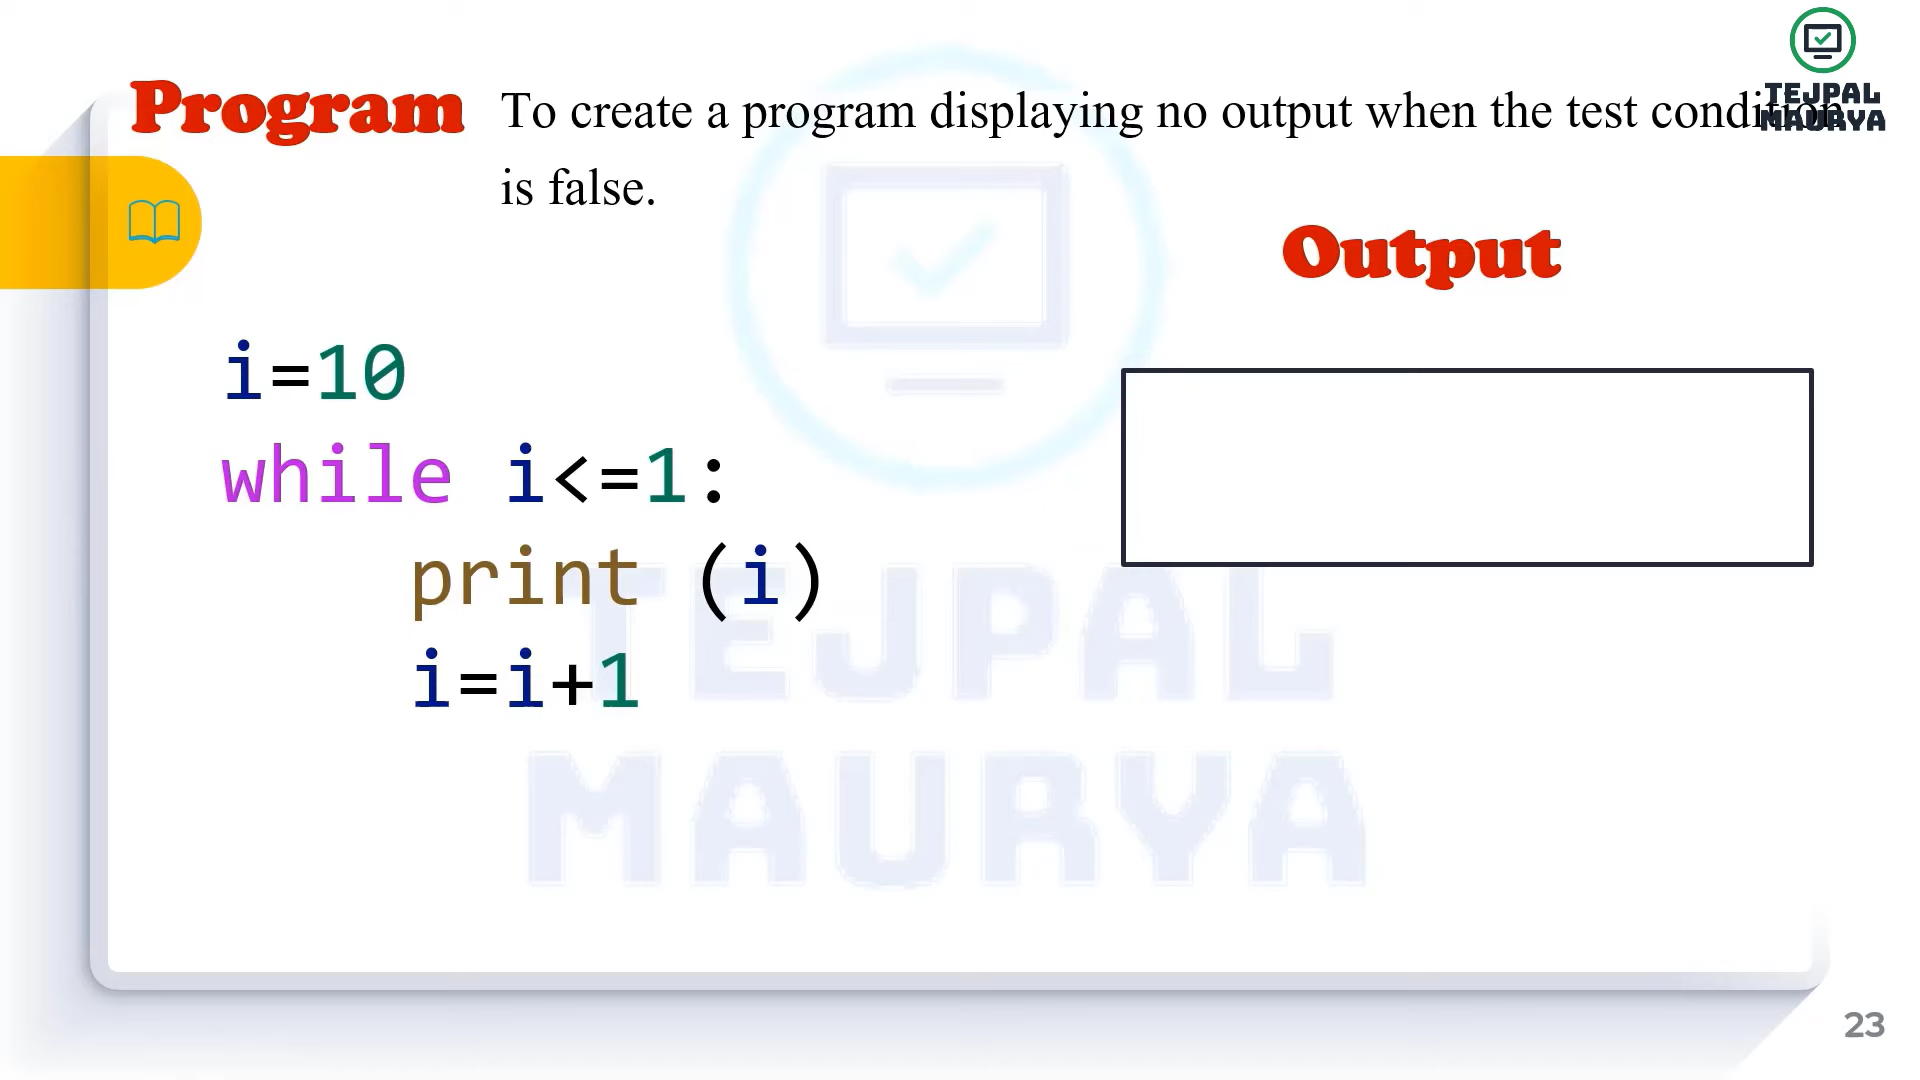 TEJPAL
MAURYA
Program
To create a program displaying no output when the test condition
is false.
Output
i=10
while i<=1:
    print (i)
    i=i+1
TEJPAL
MAURYA
23